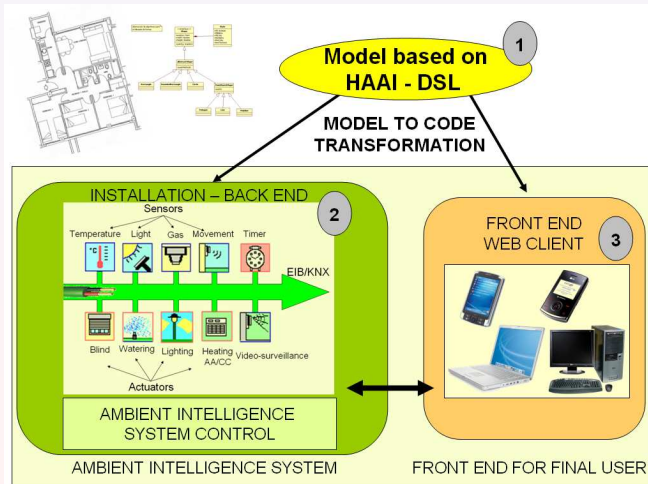 1
Model based on
HAAI - DSL
MODEL TO CODE
TRANSFORMATION
INSTALLATION – BACK END
2
Sensors
Temperature Light Gas Movement Timer
°C
EIB/KNX
Blind Watering Lighting Heating AA/CC Video-surveillance
Actuators
AMBIENT INTELLIGENCE
SYSTEM CONTROL
AMBIENT INTELLIGENCE SYSTEM
FRONT END
WEB CLIENT
3
FRONT END FOR FINAL USER